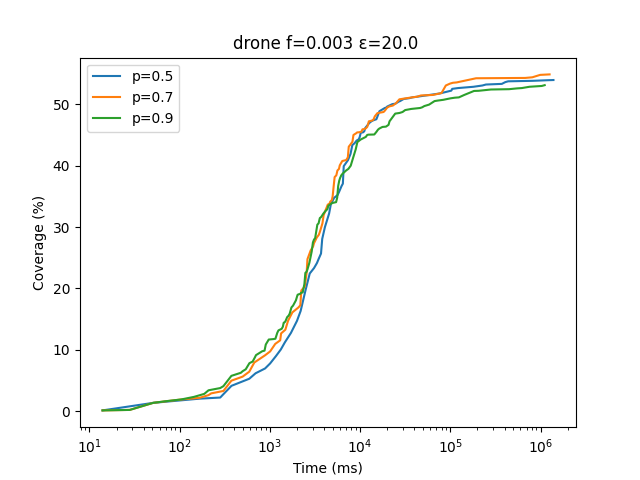 drone f=0.003 ε=20.0
p=0.5
p=0.7
p=0.9
Coverage (%)
50
40
30
20
10
0
10¹ 10² 10³ 10⁴ 10⁵ 10⁶
Time (ms)